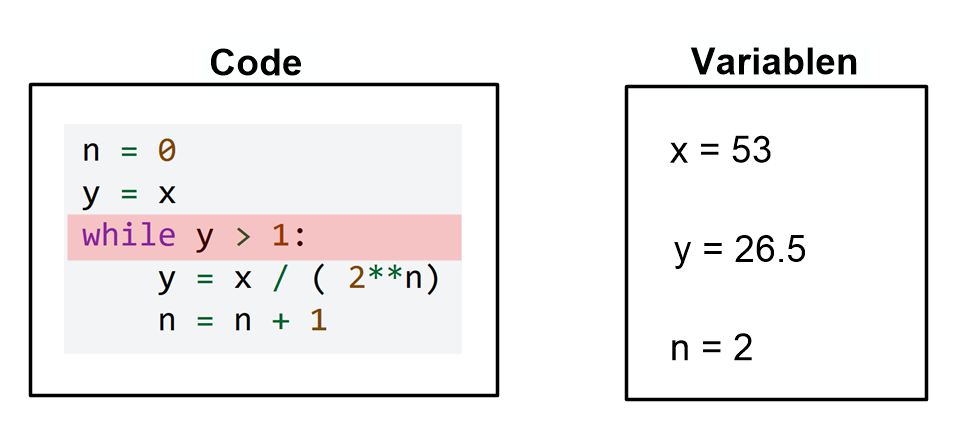 Code
n = 0
y = x
while y > 1:
    y = x / ( 2**n)
    n = n + 1
Variablen
x = 53
y = 26.5
n = 2